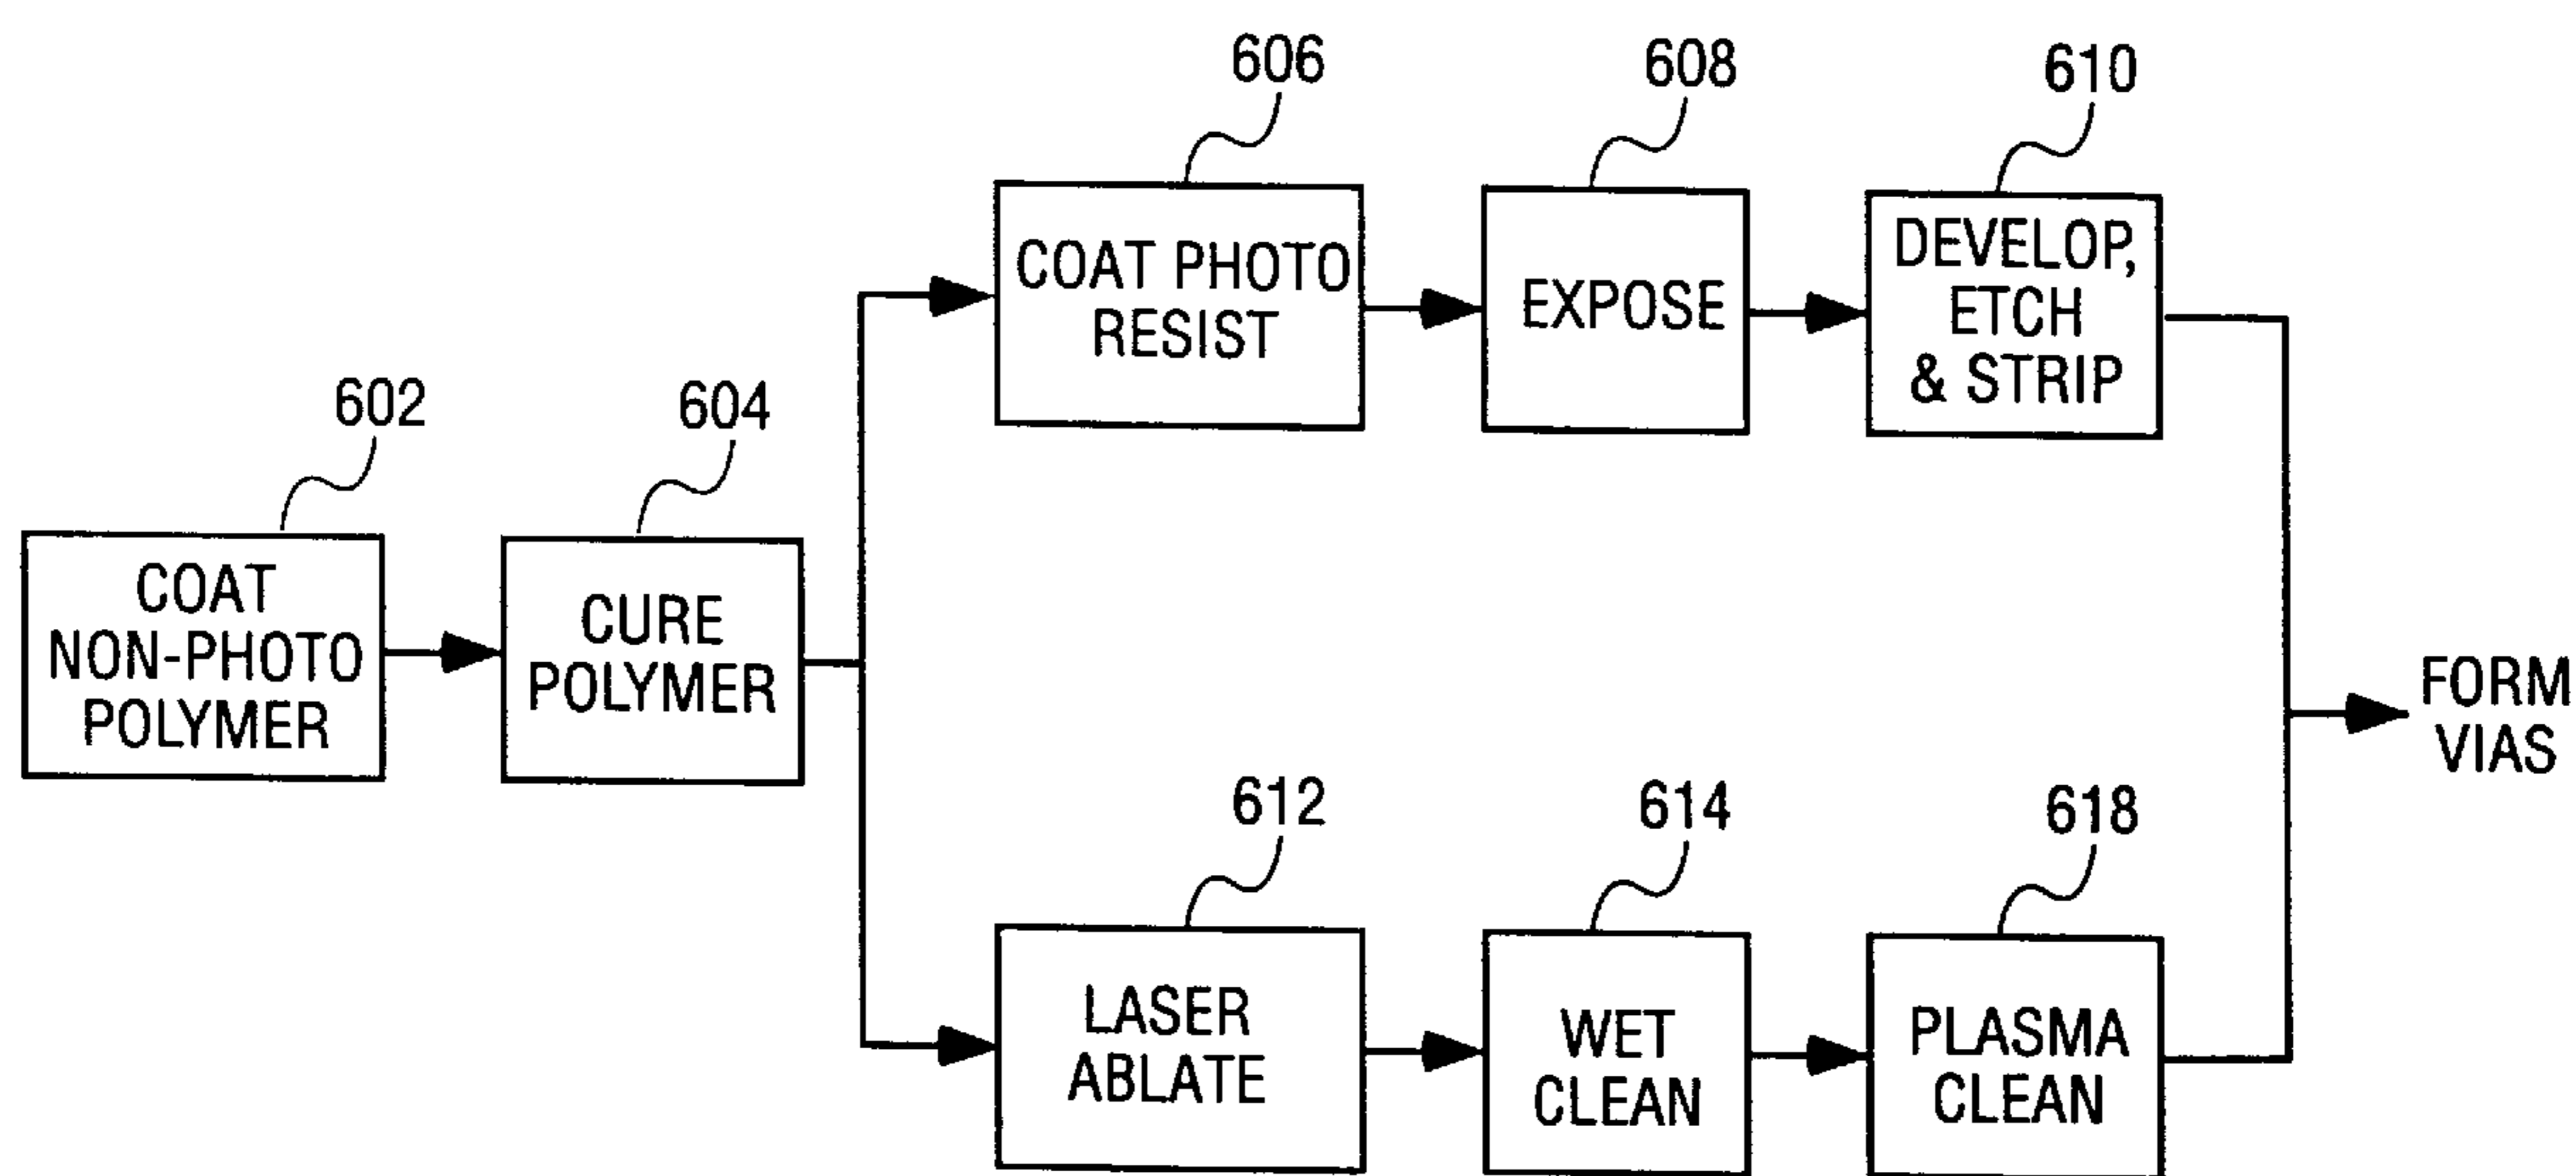 606
608
610
COAT PHOTO
RESIST
EXPOSE
DEVELOP,
ETCH
& STRIP
602
604
COAT
NON-PHOTO
POLYMER
CURE
POLYMER
FORM
VIAS
612
614
618
LASER
ABLATE
WET
CLEAN
PLASMA
CLEAN